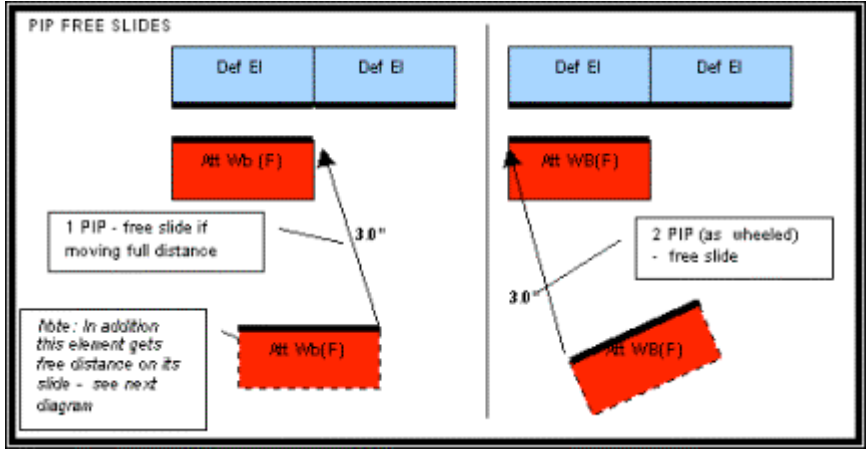 PIP FREE SLIDES
Def El
Def El
Att Wb (F)
1 PIP - free slide if
moving full distance
3.0"
Note: In addition
this element gets
free distance on its
slide - see next
diagram
Att Wb(F)
Def El
Def El
Att WB(F)
2 PIP (as wheeled)
- free slide
3.0"
Att WB(F)